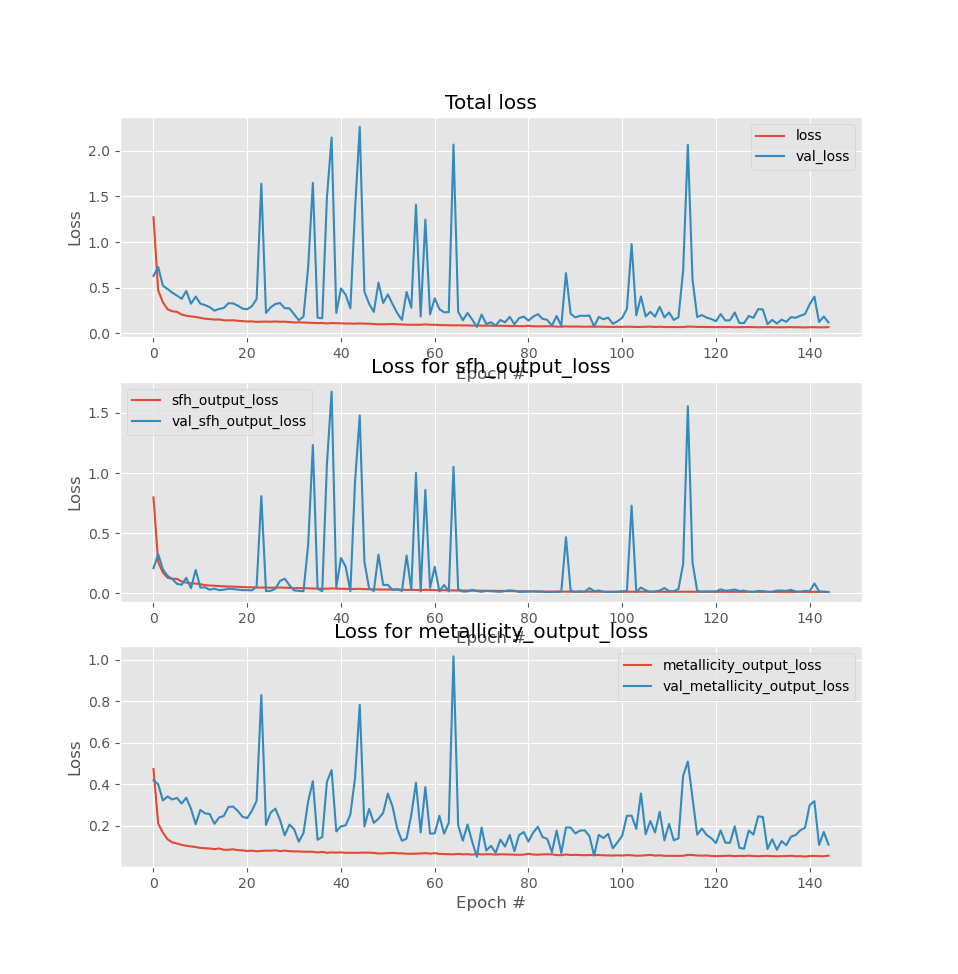 Total loss
Loss
2.0
1.5
1.0
0.5
0.0
loss
val_loss
0 20 40 60 80 100 120 140
Epoch #
Loss for sfh_output_loss
Loss
1.5
1.0
0.5
0.0
sfh_output_loss
val_sfh_output_loss
0 20 40 60 80 100 120 140
Epoch #
Loss for metallicity_output_loss
Loss
1.0
0.8
0.6
0.4
0.2
metallicity_output_loss
val_metallicity_output_loss
0 20 40 60 80 100 120 140
Epoch #